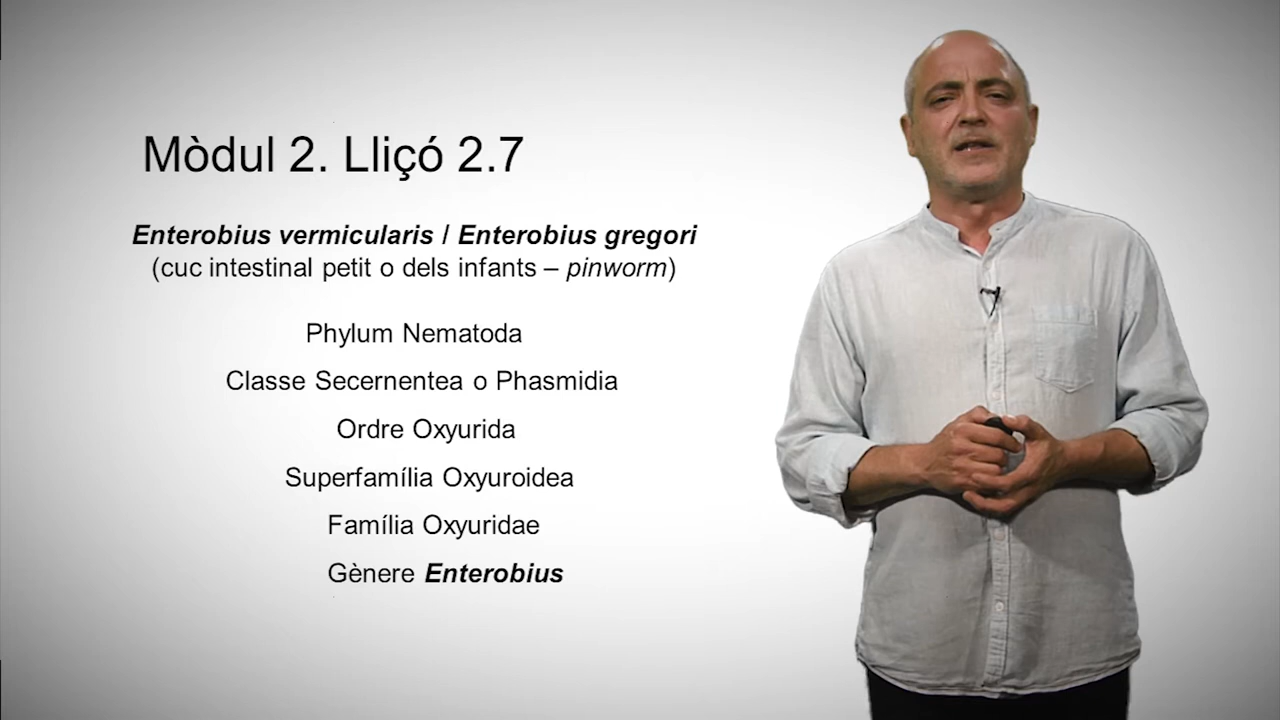 Mòdul 2. Lliçó 2.7
Enterobius vermicularis / Enterobius gregori
(cuc intestinal petit o dels infants – pinworm)
Phylum Nematoda
Classe Secernentea o Phasmidia
Ordre Oxyurida
Superfamília Oxyuroidea
Família Oxyuridae
Gènere Enterobius